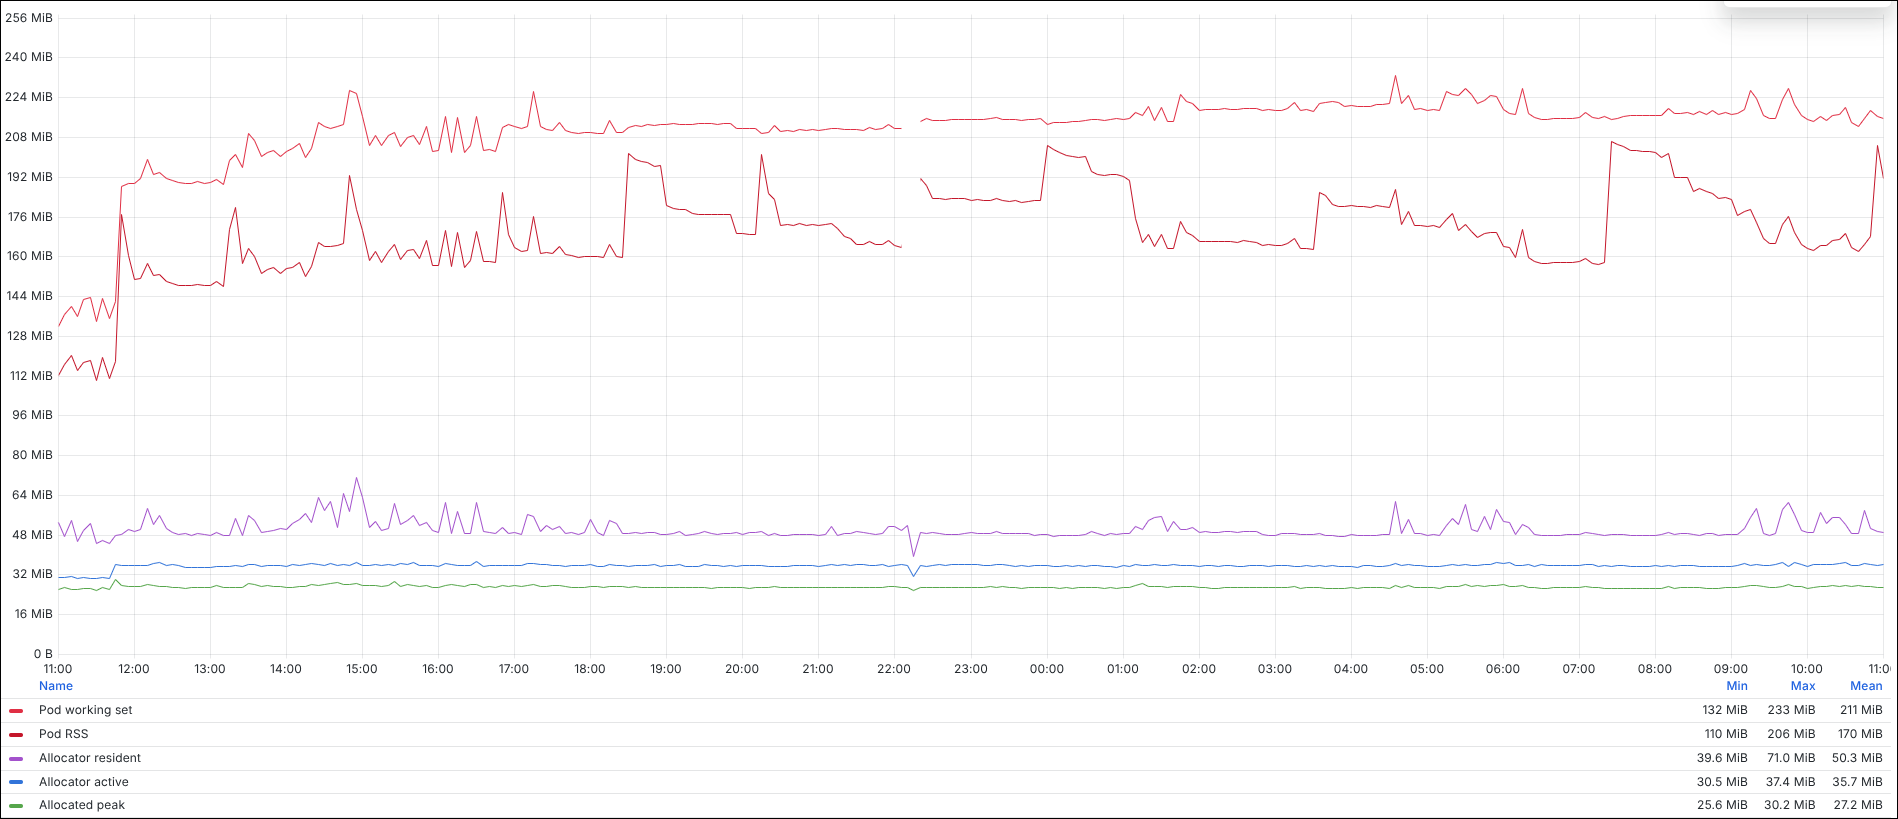 256 MiB
240 MiB
224 MiB
208 MiB
192 MiB
176 MiB
160 MiB
144 MiB
128 MiB
112 MiB
96 MiB
80 MiB
64 MiB
48 MiB
32 MiB
16 MiB
0 B
11:00 12:00 13:00 14:00 15:00 16:00 17:00 18:00 19:00 20:00 21:00 22:00 23:00 00:00 01:00 02:00 03:00 04:00 05:00 06:00 07:00 08:00 09:00 10:00 11:0
Name Min Max Mean
Pod working set 132 MiB 233 MiB 211 MiB
Pod RSS 110 MiB 206 MiB 170 MiB
Allocator resident 39.6 MiB 71.0 MiB 50.3 MiB
Allocator active 30.5 MiB 37.4 MiB 35.7 MiB
Allocated peak 25.6 MiB 30.2 MiB 27.2 MiB